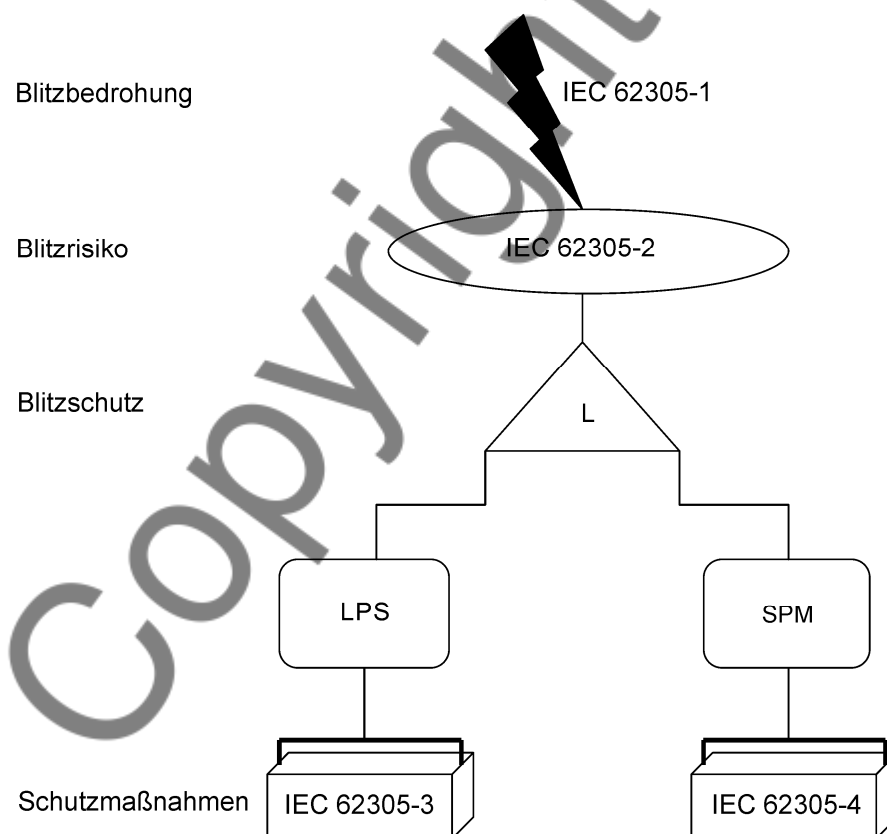 Blitzbedrohung
IEC 62305-1
Blitzrisiko
IEC 62305-2
Blitzschutz
L
LPS
SPM
Schutzmaßnahmen
IEC 62305-3
IEC 62305-4
Copyright